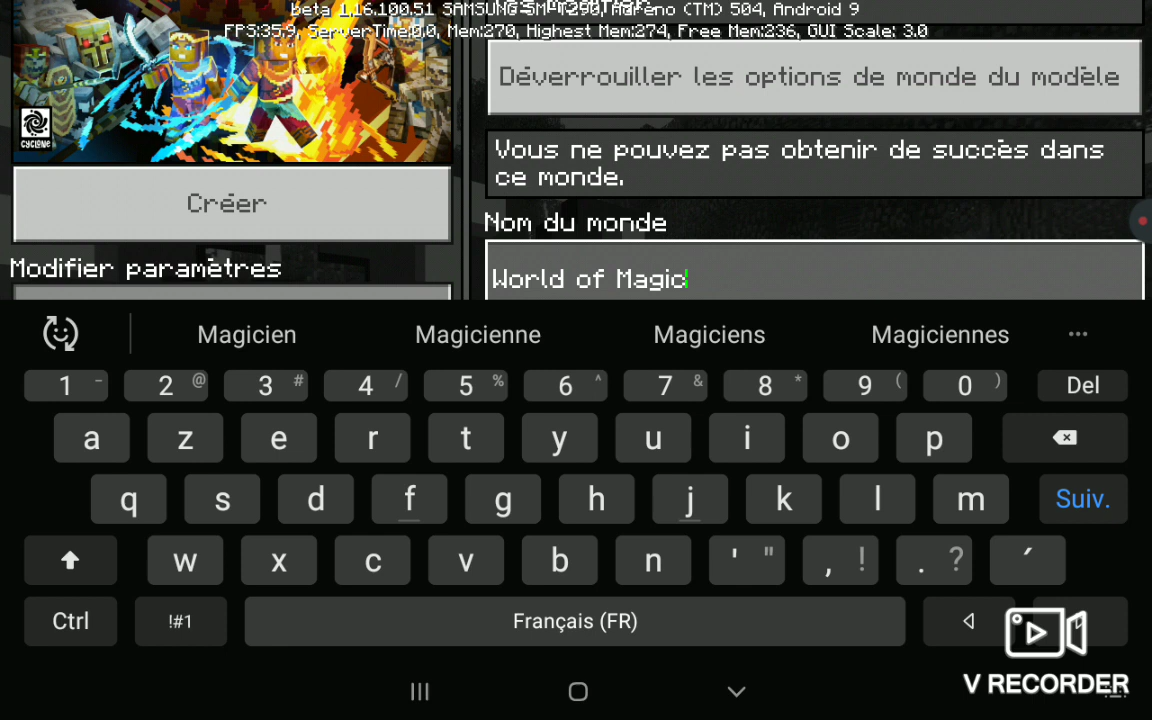 beta 1.16.100.51 SAMSUNG SM-T290, Adreno (TM) 504, Android 9
FPS:35.9, ServerTime:0.0, Mem:270, Highest Mem:274, Free Mem:236, GUI Scale: 3.0
CYCLONE
Créer
Modifier paramètres
Déverrouiller les options de monde du modèle
Vous ne pouvez pas obtenir de succès dans
ce monde.
Nom du monde
World of Magic
Magicien Magicienne Magiciens Magiciennes ...
1 - 2 @ 3 # 4 / 5 % 6 ^ 7 & 8 * 9 ( 0 ) Del
a z e r t y u i o p
q s d f g h j k l m Suiv.
w x c v b n ' " , ! . ? ´
Ctrl !#1 Français (FR)
V RECORDER